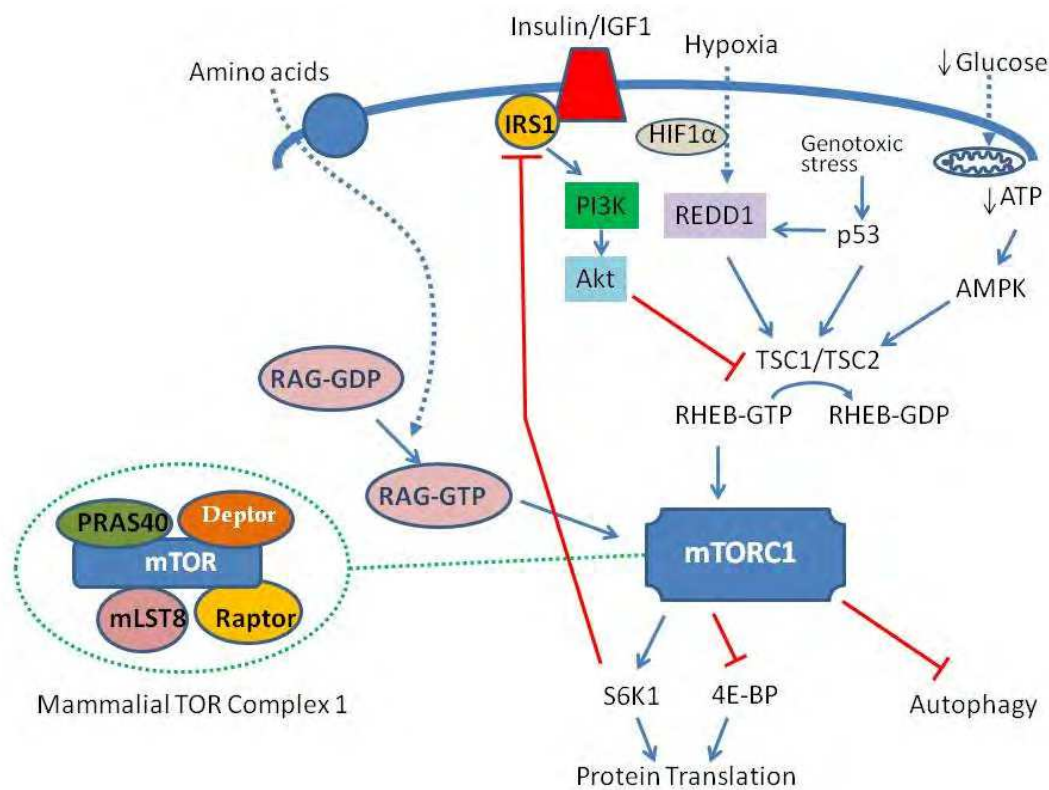 Insulin/IGF1
Hypoxia
↓ Glucose
Amino acids
IRS1
HIF1α
Genotoxic
stress
↓ATP
PI3K
REDD1
p53
Akt
AMPK
TSC1/TSC2
RAG-GDP
RHEB-GTP
RHEB-GDP
RAG-GTP
PRAS40
Deptor
mTOR
mTORC1
mLST8
Raptor
Mammalial TOR Complex 1
S6K1
4E-BP
Autophagy
Protein Translation